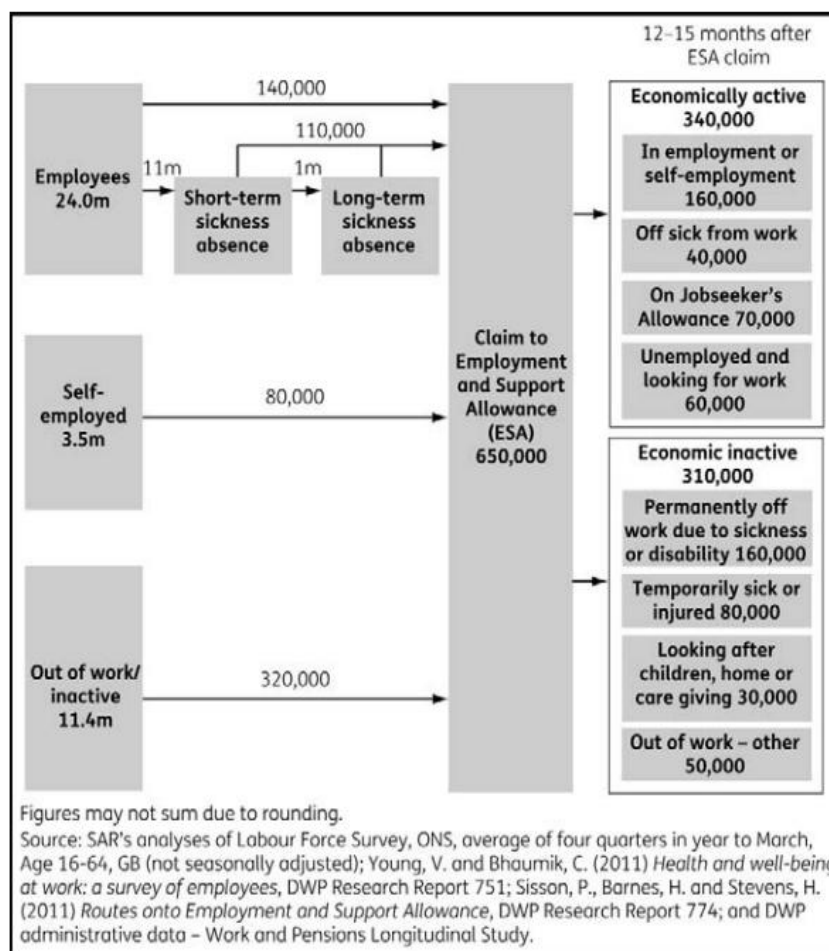 12–15 months after
ESA claim
140,000
110,000
11m
1m
Employees
24.0m
Short-term
sickness
absence
Long-term
sickness
absence
Self-
employed
3.5m
80,000
Out of work/
inactive
11.4m
320,000
Claim to
Employment
and Support
Allowance
(ESA)
650,000
Economically active
340,000
In employment or
self-employment
160,000
Off sick from work
40,000
On Jobseeker's
Allowance 70,000
Unemployed and
looking for work
60,000
Economic inactive
310,000
Permanently off
work due to sickness
or disability 160,000
Temporarily sick or
injured 80,000
Looking after
children, home or
care giving 30,000
Out of work – other
50,000
Figures may not sum due to rounding.
Source: SAR's analyses of Labour Force Survey, ONS, average of four quarters in year to March,
Age 16-64, GB (not seasonally adjusted); Young, V. and Bhaumik, C. (2011) Health and well-being
at work: a survey of employees, DWP Research Report 751; Sisson, P., Barnes, H. and Stevens, H.
(2011) Routes onto Employment and Support Allowance, DWP Research Report 774; and DWP
administrative data – Work and Pensions Longitudinal Study.